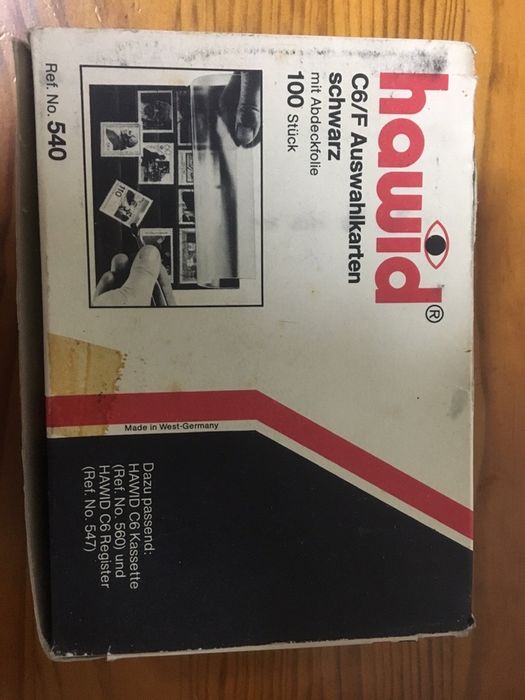 hawid®
C6/F Auswahlkarten
schwarz
mit Abdeckfolie
100 Stück
Ref. No. 540
Made in West-Germany
Dazu passend:
HAWID C6 Kassette
(Ref. No. 560) und
HAWID C6 Register
(Ref. No. 547)